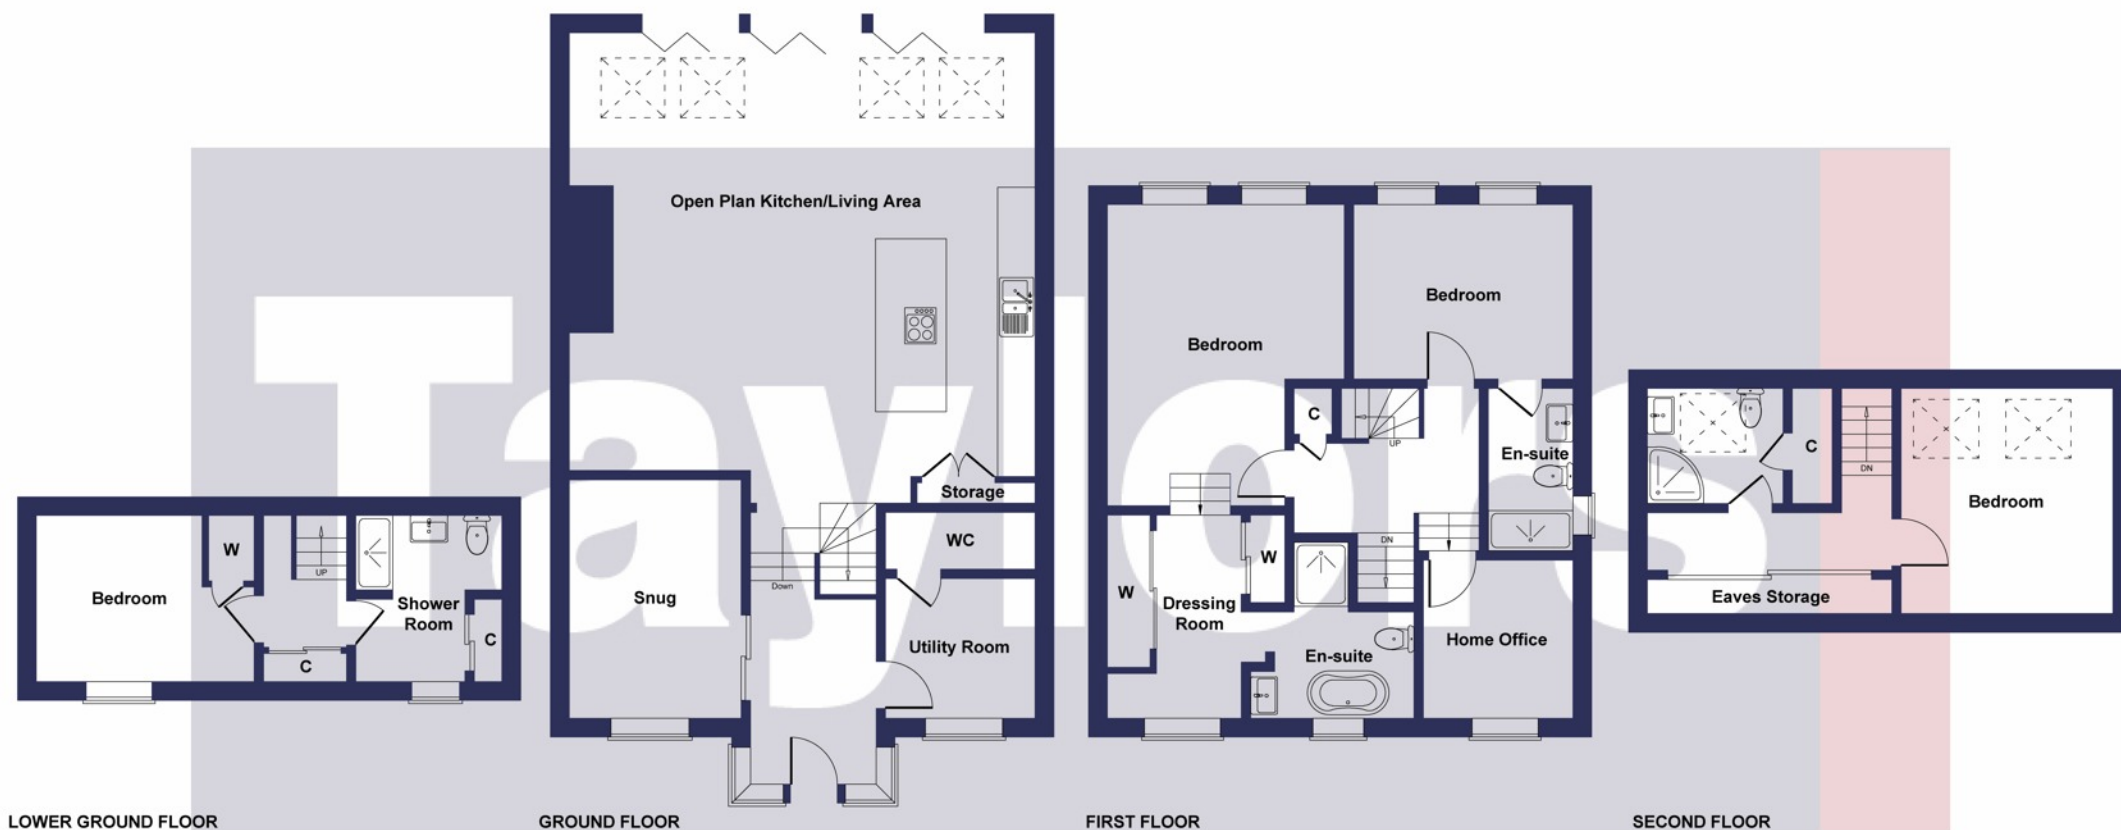 Bedroom
W
UP
Shower
Room
C
C
LOWER GROUND FLOOR
Open Plan Kitchen/Living Area
Storage
WC
Down
Snug
Utility Room
GROUND FLOOR
Bedroom
Bedroom
C
UP
En-suite
DN
W
W
Dressing
Room
Home Office
En-suite
FIRST FLOOR
C
DN
Bedroom
Eaves Storage
SECOND FLOOR
Taylors